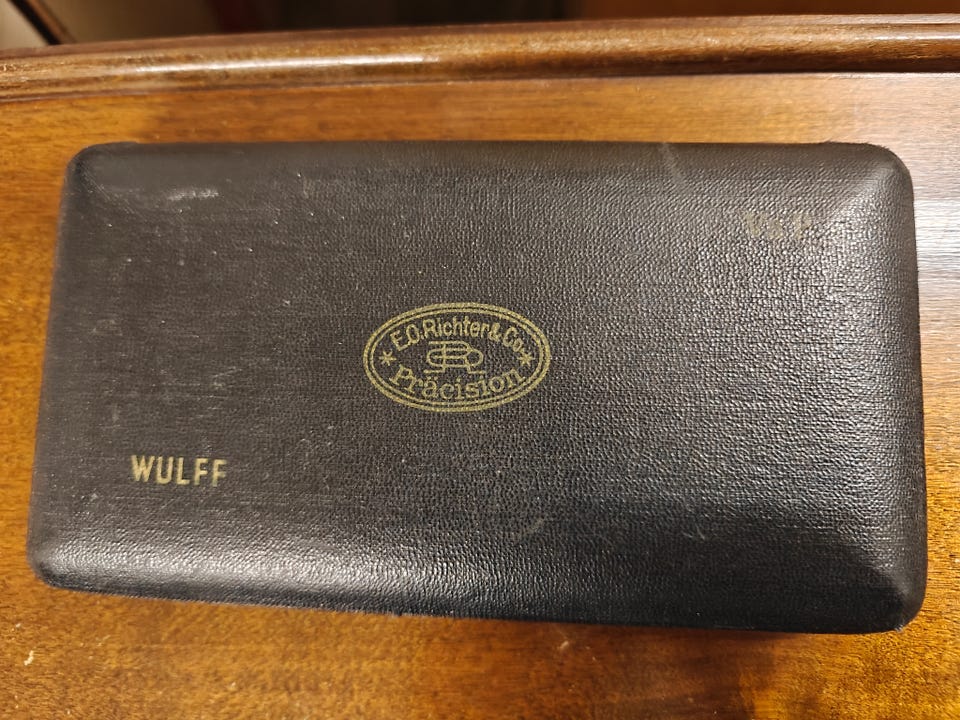 E.O.Richter & Co.
Präcision
WULFF